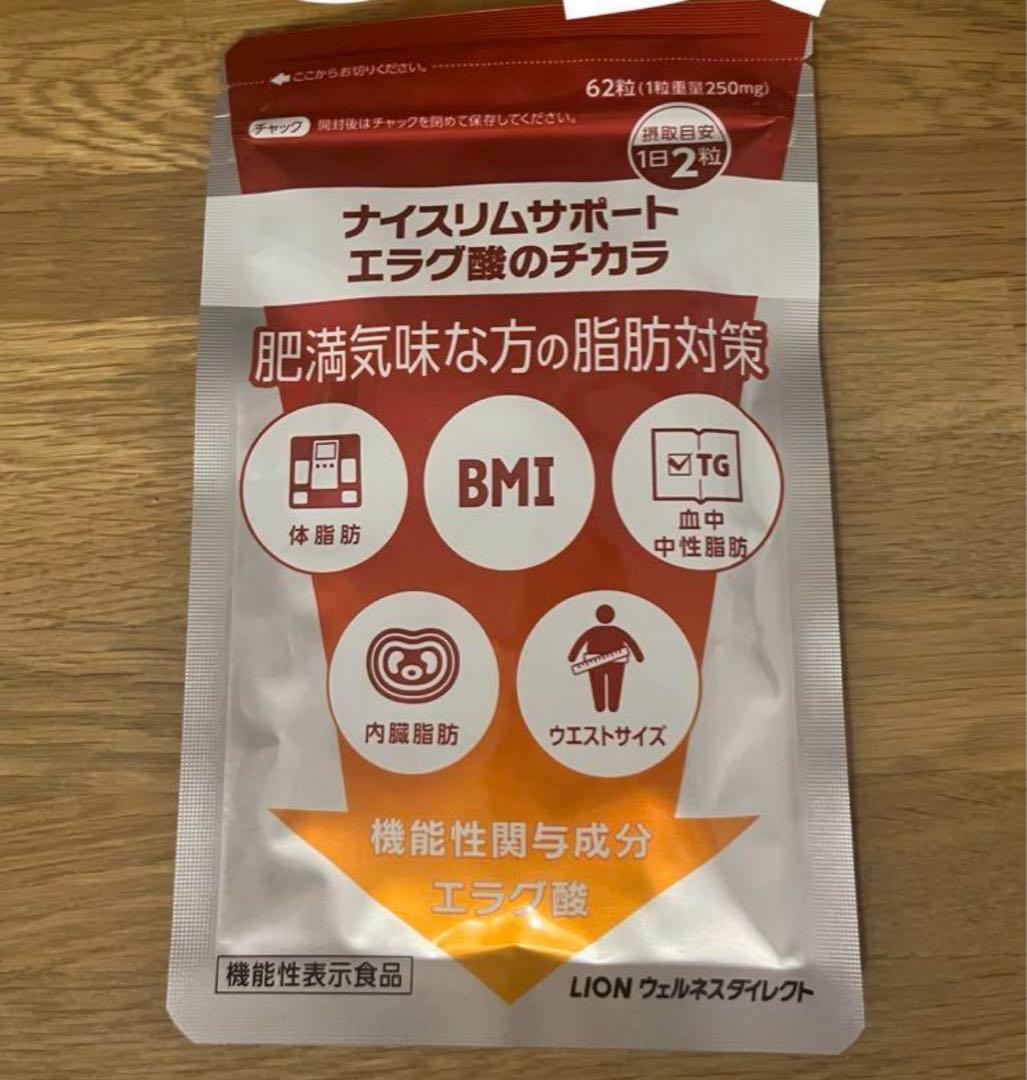 ここからお切りください。
62粒(1粒重量250mg)
チャック 開封後はチャックを閉めて保存してください。
摂取目安
1日2粒
ナイスリムサポート
エラグ酸のチカラ
肥満気味な方の脂肪対策
体脂肪
BMI
TG
血中
中性脂肪
内臓脂肪
ウエストサイズ
機能性関与成分
エラグ酸
機能性表示食品
LION ウェルネスダイレクト